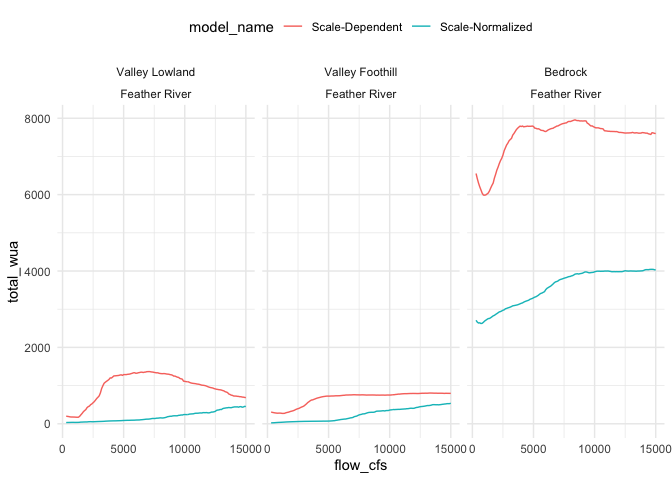 model_name Scale-Dependent Scale-Normalized
Valley Lowland Valley Foothill Bedrock
Feather River Feather River Feather River
8000
6000
4000
2000
0
total_wua
0 5000 10000 15000 0 5000 10000 15000 0 5000 10000 15000
flow_cfs